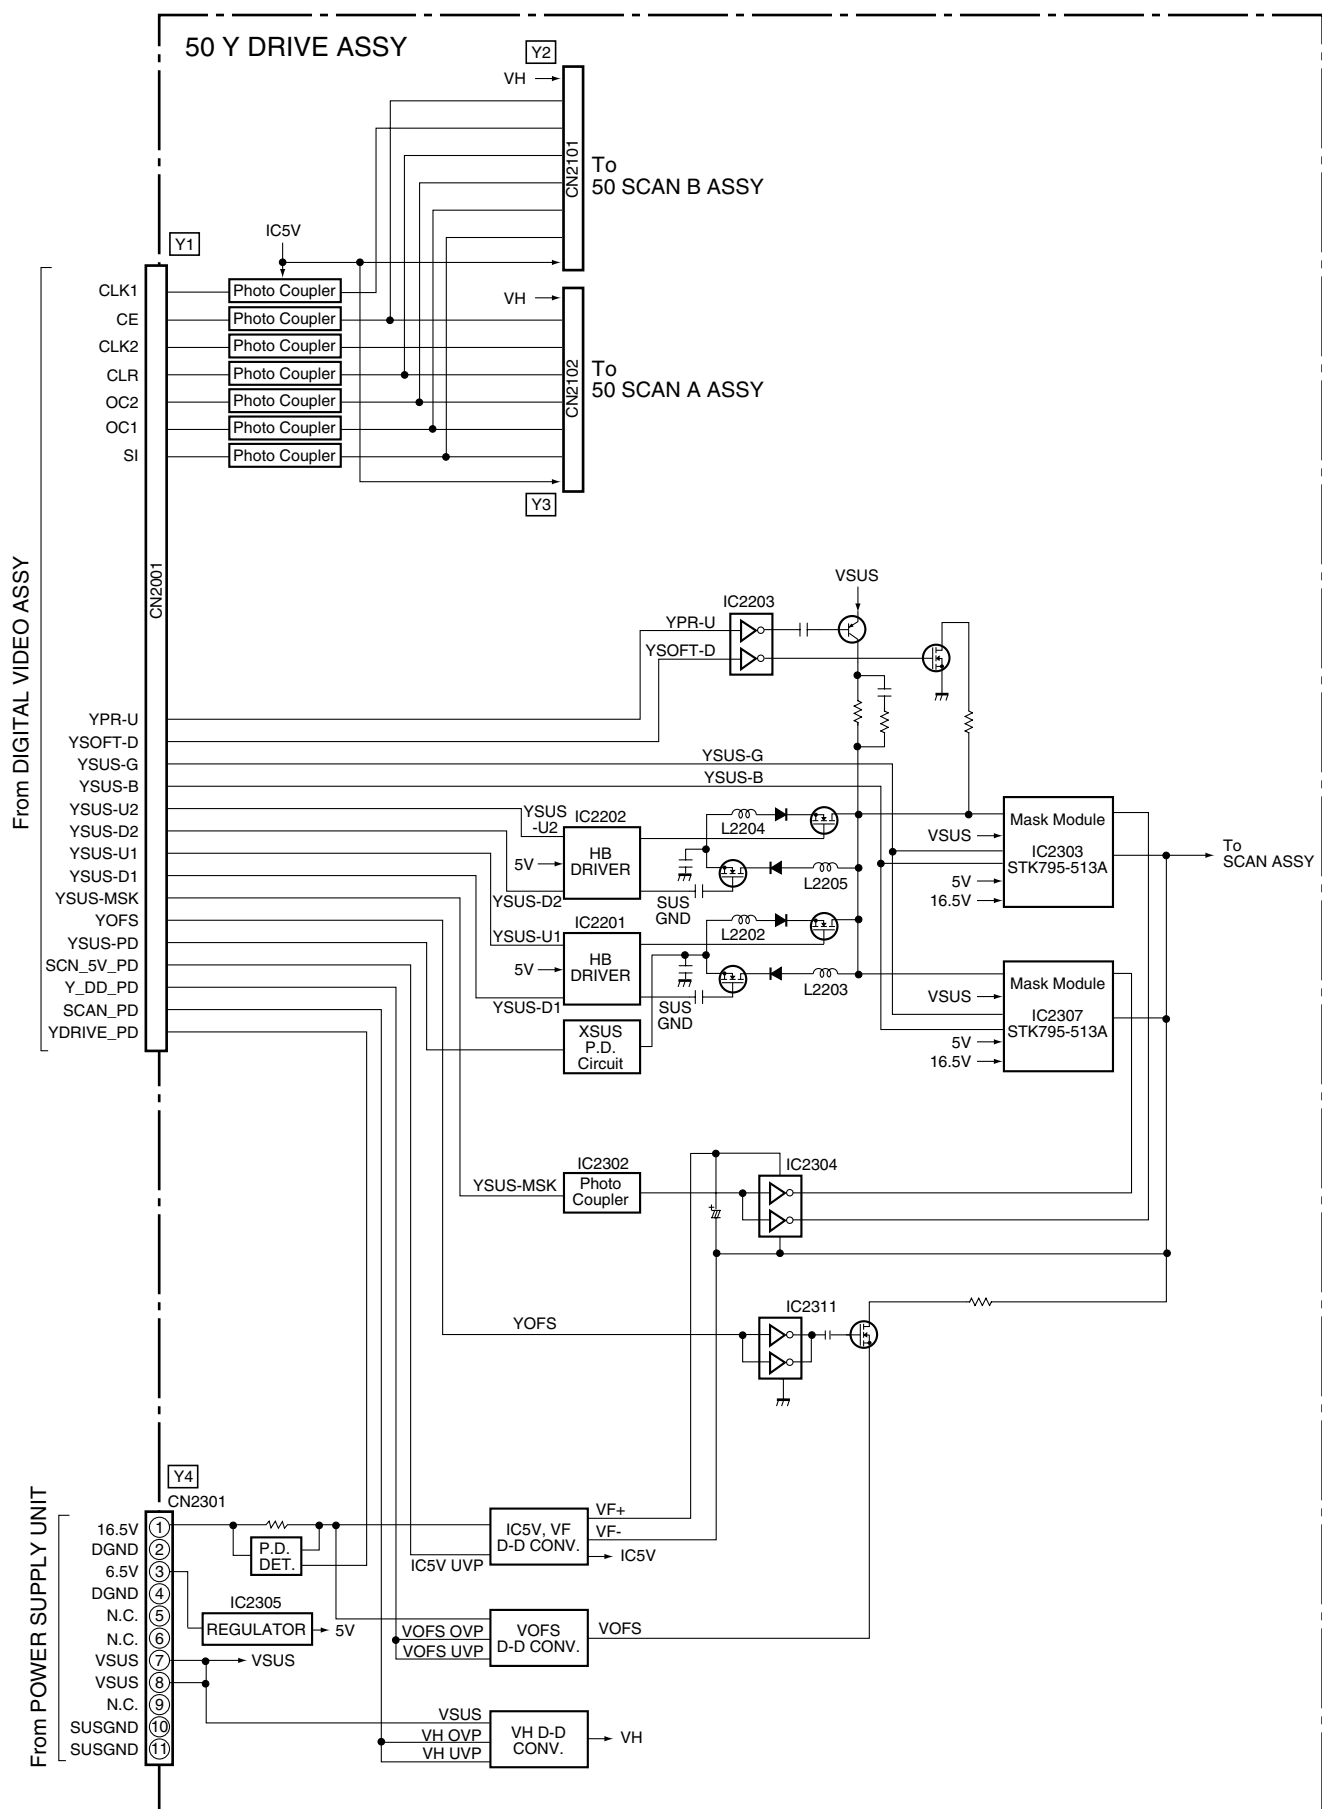 50 Y DRIVE ASSY
Y2
VH
CN2101
To
50 SCAN B ASSY
IC5V
Y1
CLK1
Photo Coupler
CE
Photo Coupler
CLK2
Photo Coupler
CLR
Photo Coupler
OC2
Photo Coupler
OC1
Photo Coupler
SI
Photo Coupler
VH
CN2102
To
50 SCAN A ASSY
Y3
From DIGITAL VIDEO ASSY
CN2001
YPR-U
YSOFT-D
YSUS-G
YSUS-B
YSUS-U2
YSUS-D2
YSUS-U1
YSUS-D1
YSUS-MSK
YOFS
YSUS-PD
SCN_5V_PD
Y_DD_PD
SCAN_PD
YDRIVE_PD
VSUS
IC2203
YPR-U
YSOFT-D
YSUS-G
YSUS-B
YSUS
-U2
IC2202
HB
DRIVER
5V
YSUS-D2
L2204
L2205
SUS
GND
IC2201
YSUS-U1
HB
DRIVER
5V
YSUS-D1
L2202
L2203
SUS
GND
XSUS
P.D.
Circuit
Mask Module
VSUS
IC2303
STK795-513A
5V
16.5V
To
SCAN ASSY
Mask Module
VSUS
IC2307
STK795-513A
5V
16.5V
IC2302
YSUS-MSK
Photo
Coupler
IC2304
+
IC2311
YOFS
Y4
CN2301
From POWER SUPPLY UNIT
16.5V 1
DGND 2
6.5V 3
DGND 4
N.C. 5
N.C. 6
VSUS 7
VSUS 8
N.C. 9
SUSGND 10
SUSGND 11
P.D.
DET.
IC2305
REGULATOR
5V
VSUS
IC5V, VF
D-D CONV.
VF+
VF-
IC5V
IC5V UVP
VOFS OVP
VOFS UVP
VOFS
D-D CONV.
VOFS
VSUS
VH OVP
VH UVP
VH D-D
CONV.
VH